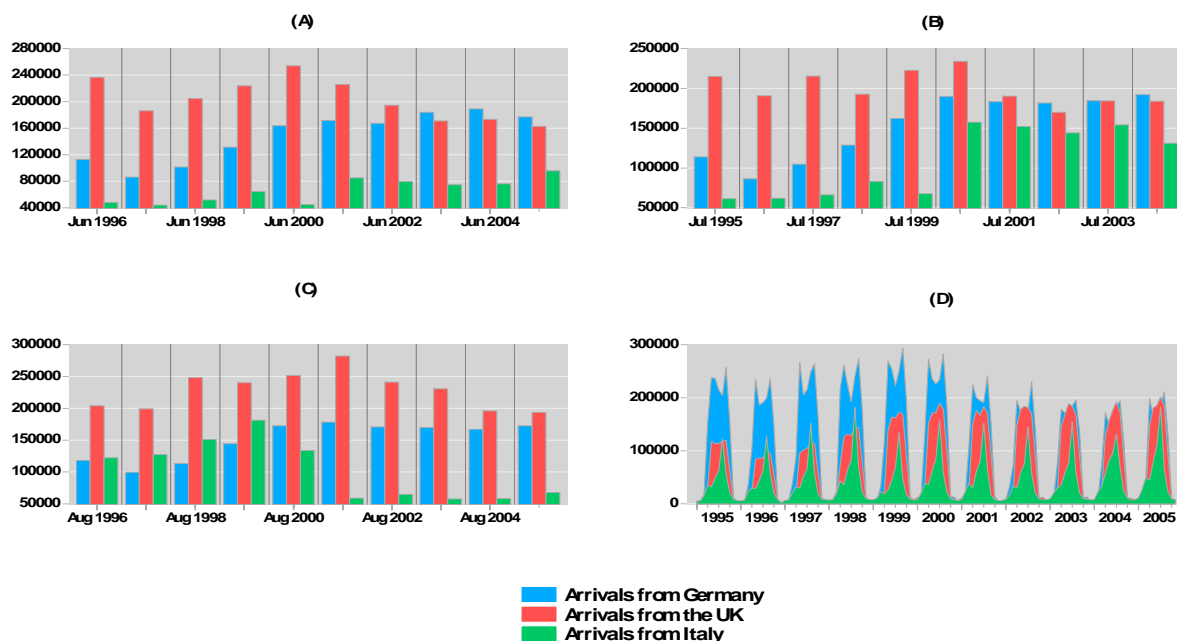 (A)
280000
240000
200000
160000
120000
80000
40000
Jun 1996 Jun 1998 Jun 2000 Jun 2002 Jun 2004
(B)
250000
200000
150000
100000
50000
Jul 1995 Jul 1997 Jul 1999 Jul 2001 Jul 2003
(C)
300000
250000
200000
150000
100000
50000
Aug 1996 Aug 1998 Aug 2000 Aug 2002 Aug 2004
(D)
300000
200000
100000
0
1995 1996 1997 1998 1999 2000 2001 2002 2003 2004 2005
Arrivals from Germany
Arrivals from the UK
Arrivals from Italy